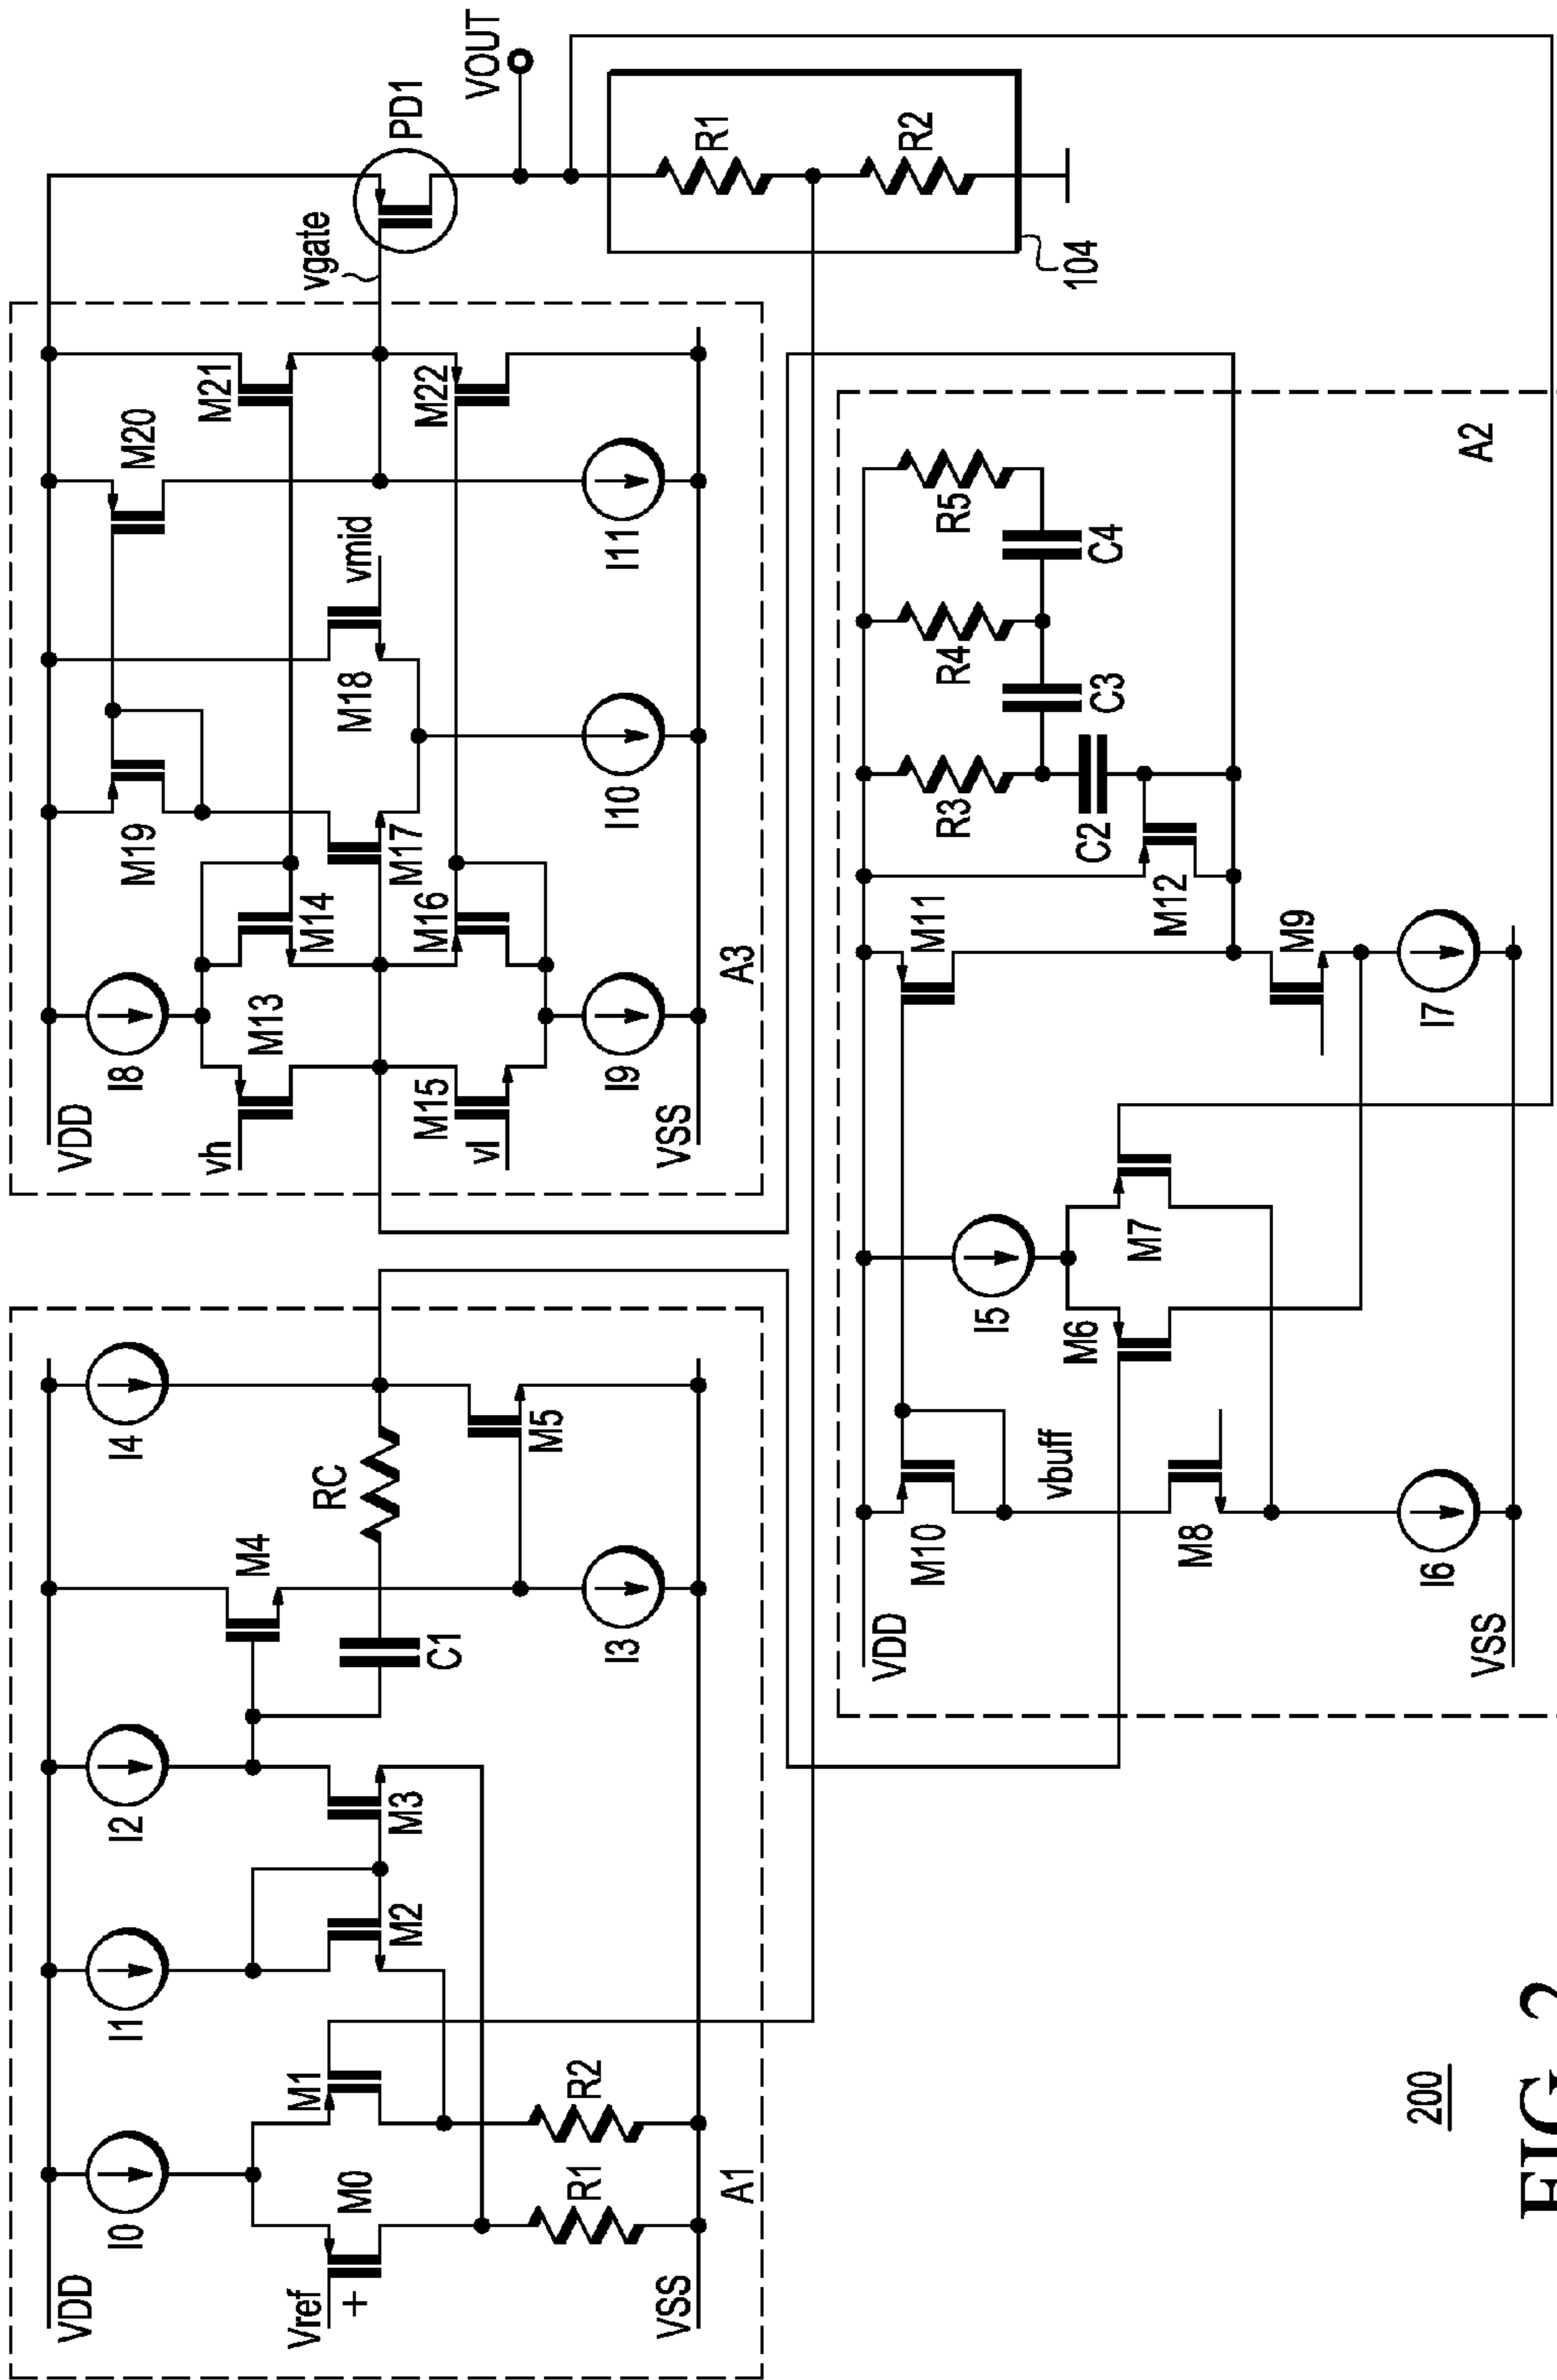 VDD
I0
Vref
+
M0
M1
R1
R2
VSS
A1
I1
M2
I2
M3
M4
C1
RC
I3
I4
M5
VDD
vh
I8
M13
M14
M15
vl
M16
I9
VSS
A3
M19
M17
M18
vmid
I10
M20
M21
M22
I11
vgate
PD1
VOUT
R1
R2
104
VDD
M10
vbuff
M8
I6
VSS
I5
M6
M7
M11
M9
I7
M12
R3
C2
C3
R4
C4
R5
A2
200
FIG. 2